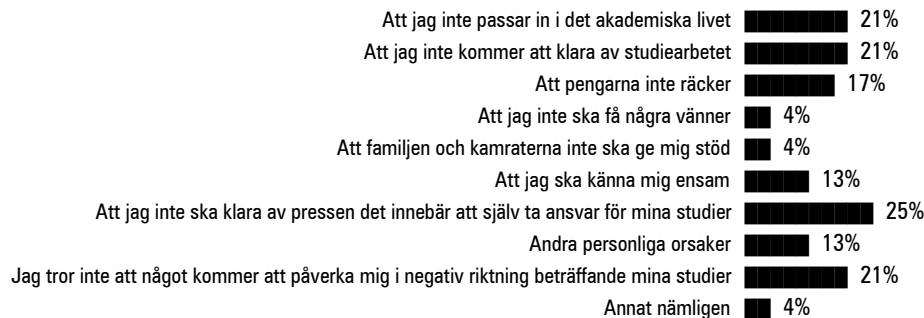 Att jag inte passar in i det akademiska livet 21%
Att jag inte kommer att klara av studiearbetet 21%
Att pengarna inte räcker 17%
Att jag inte ska få några vänner 4%
Att familjen och kamraterna inte ska ge mig stöd 4%
Att jag ska känna mig ensam 13%
Att jag inte ska klara av pressen det innebär att själv ta ansvar för mina studier 25%
Andra personliga orsaker 13%
Jag tror inte att något kommer att påverka mig i negativ riktning beträffande mina studier 21%
Annat nämligen 4%